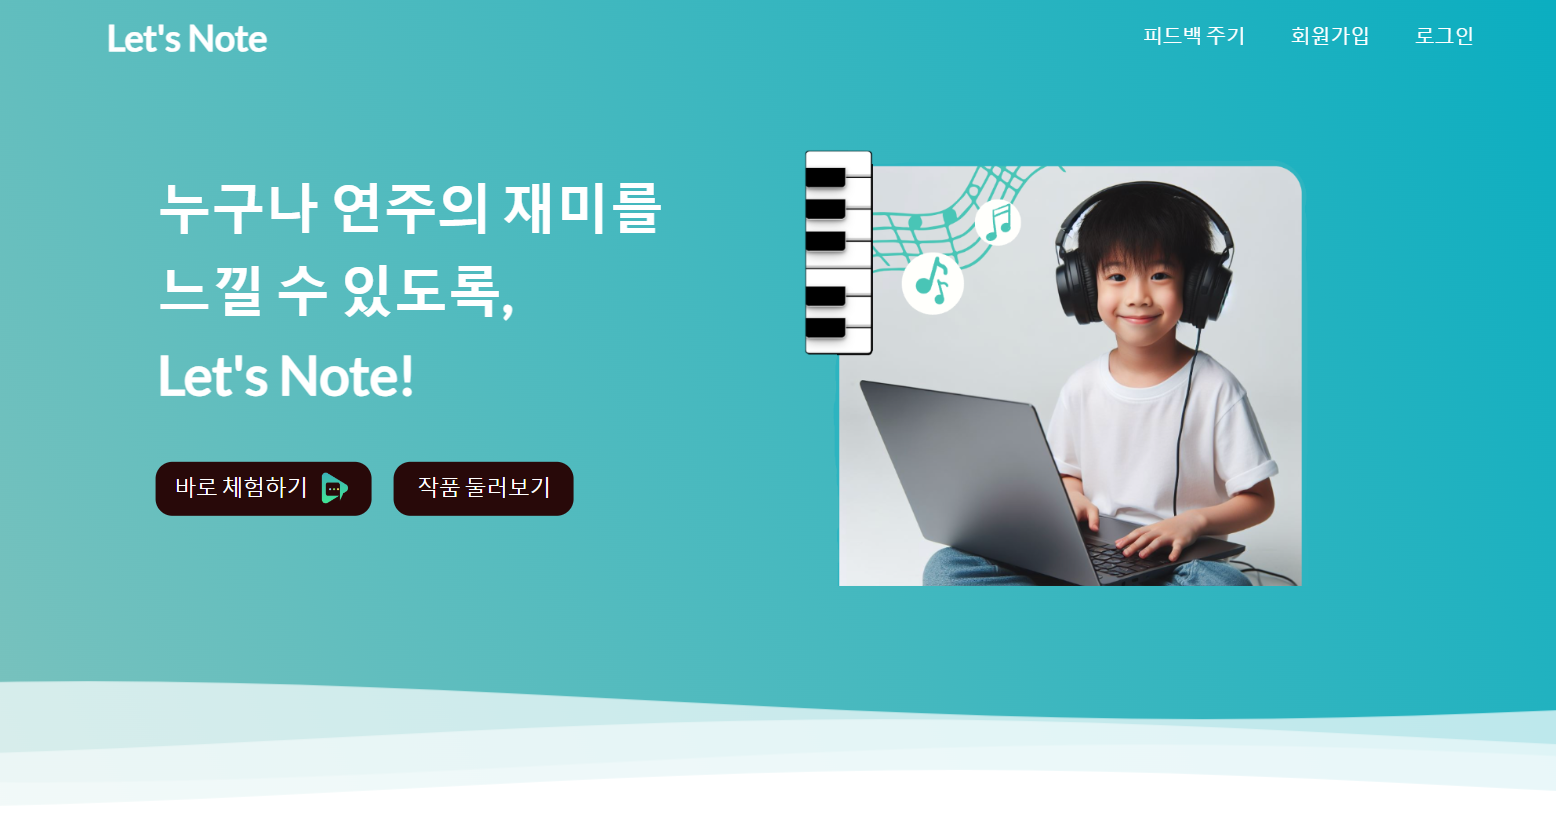 Let's Note
피드백 주기 회원가입 로그인
누구나 연주의 재미를
느낄 수 있도록,
Let's Note!
바로 체험하기 작품 둘러보기